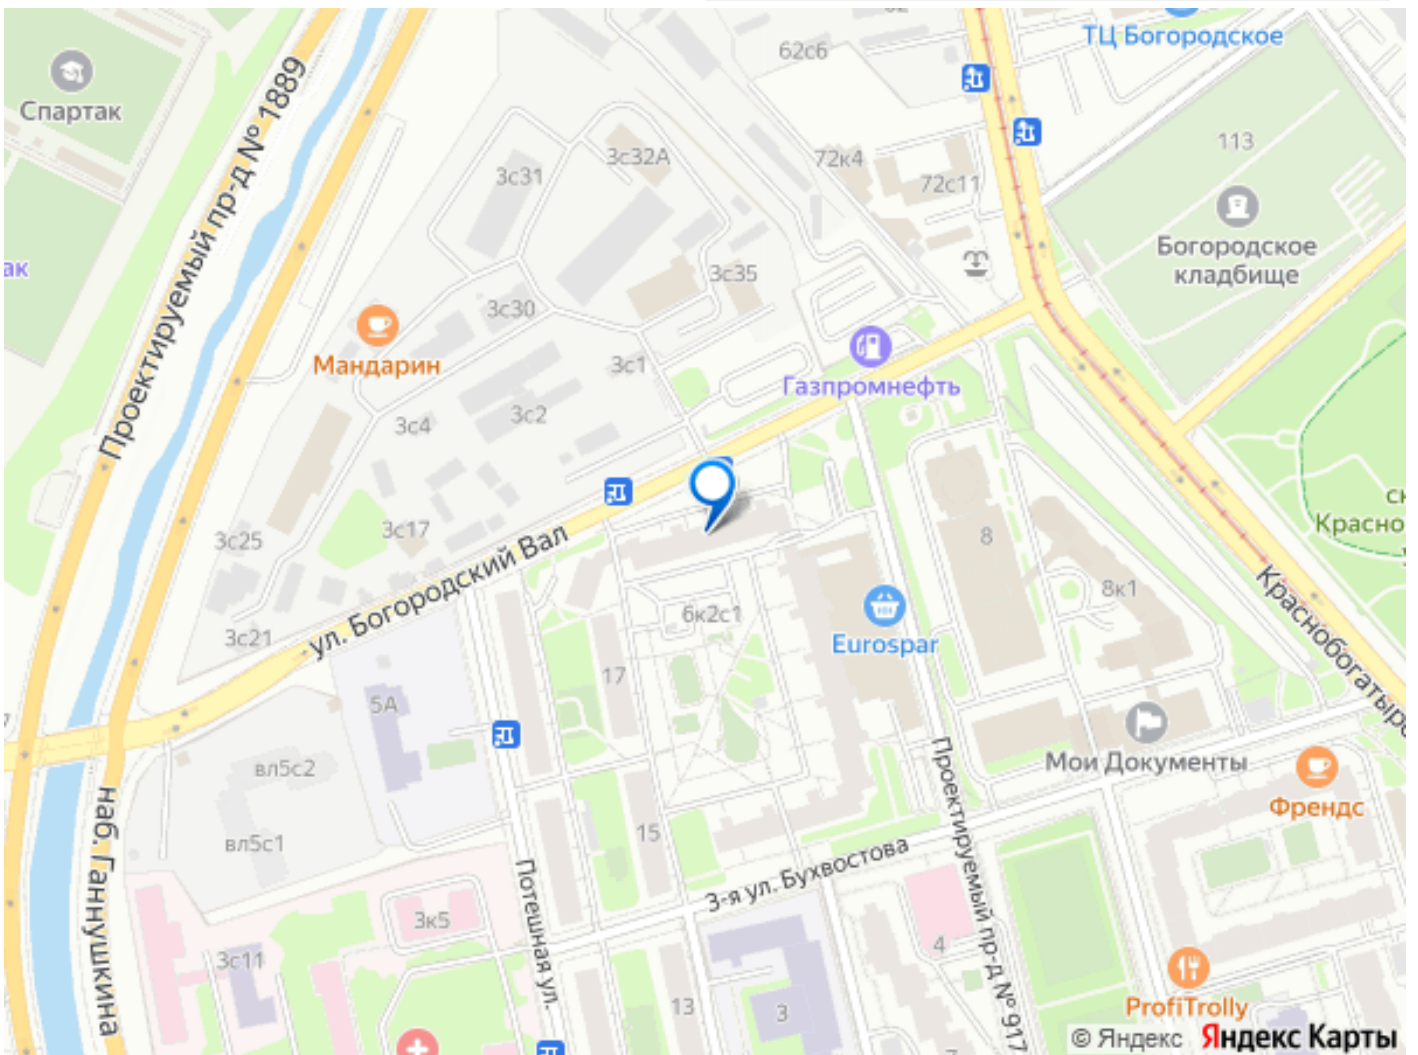 62с6
ТЦ Богородское
Спартак
Проектируемый пр-д № 1889
3с32А
3с31
72к4
72с11
113
Богородское
кладбище
ак
3с35
3с30
Мандарин
3с1
Газпромнефть
3с2
3с4
3с25
3с17
ул. Богородский Вал
8
Красно
8к1
6к2с1
3с21
Eurospar
Краснобогатырс
17
5А
вл5с2
Мои Документы
Френдс
наб. Ганнушкина
вл5с1
15
3-я ул. Бухвостова
Проектируемый пр-д № 917
Потешная ул.
3к5
3с11
4
13
3
ProfiTrolly
© Яндекс Яндекс Карты